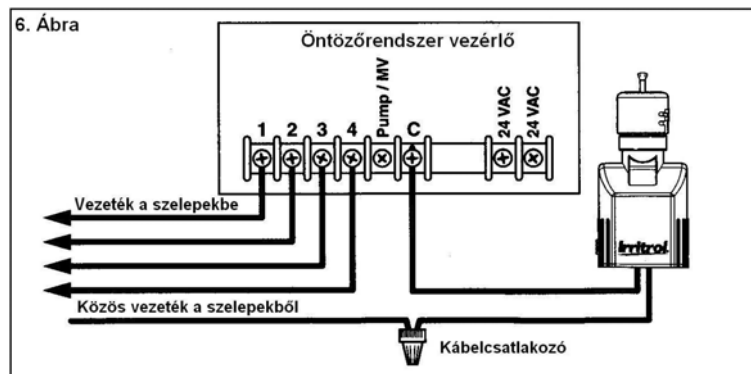 6. Ábra
Öntözőrendszer vezérlő
1 2 3 4 Pump / MV C 24 VAC 24 VAC
irritrol
Vezeték a szelepekbe
Közös vezeték a szelepekből
Kábelcsatlakozó